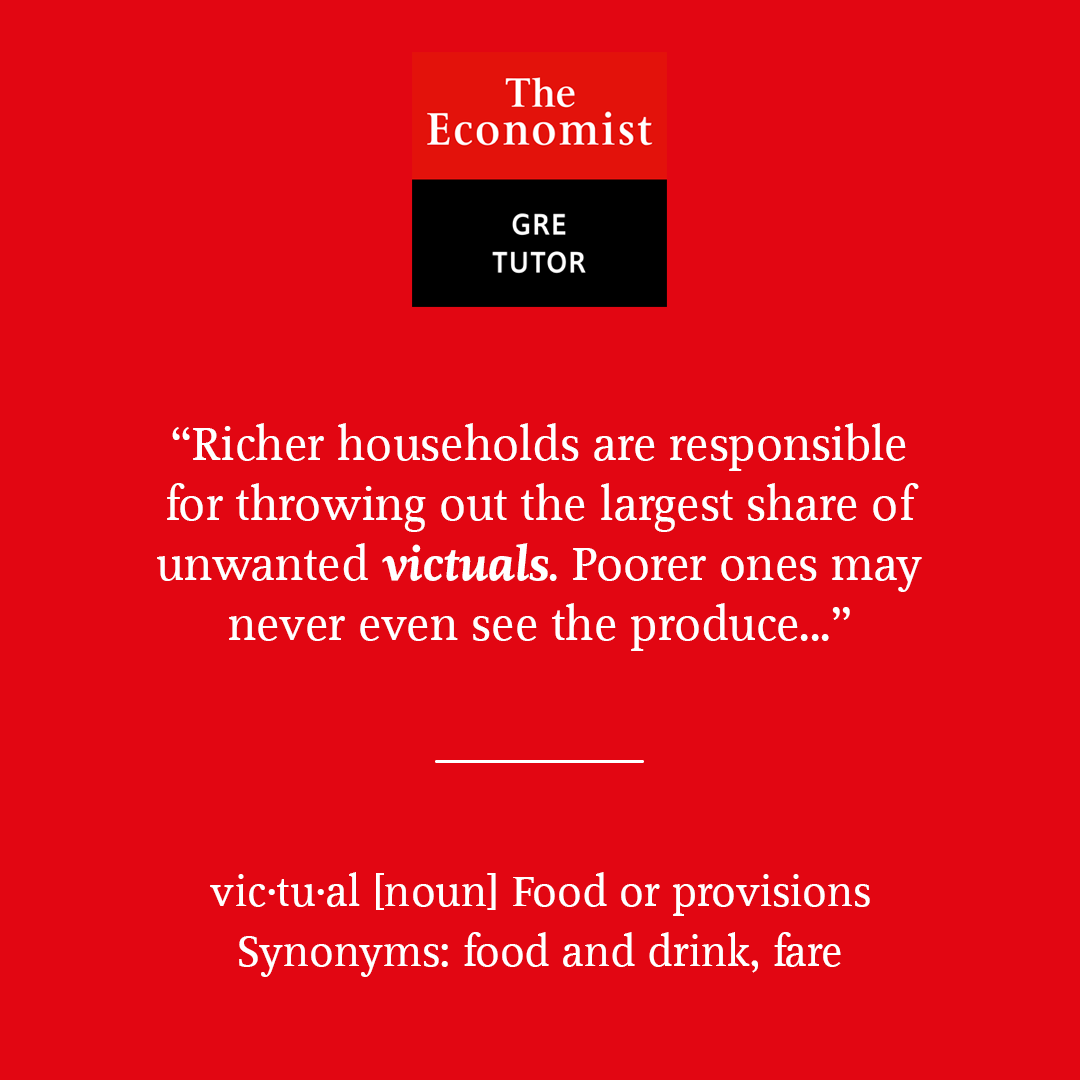 The
Economist
GRE
TUTOR
“Richer households are responsible
for throwing out the largest share of
unwanted victuals. Poorer ones may
never even see the produce...”
vic·tu·al [noun] Food or provisions
Synonyms: food and drink, fare